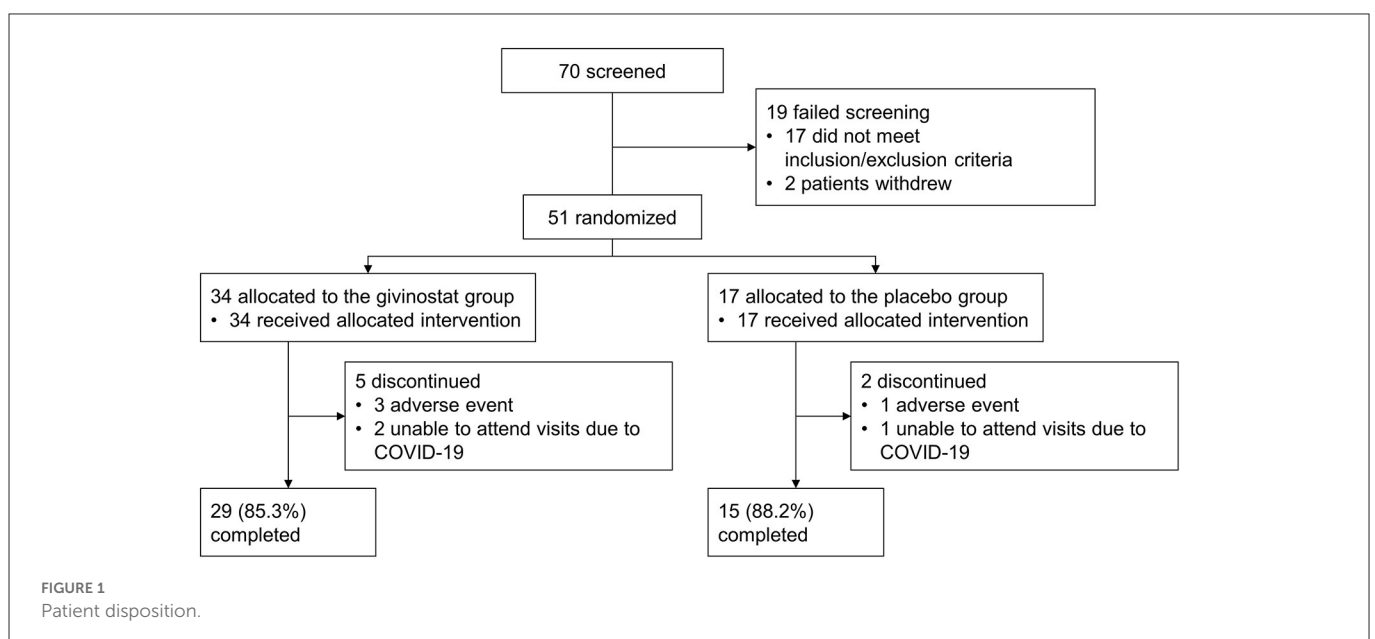 70 screened
19 failed screening
• 17 did not meet
inclusion/exclusion criteria
• 2 patients withdrew
51 randomized
34 allocated to the givinostat group
• 34 received allocated intervention
17 allocated to the placebo group
• 17 received allocated intervention
5 discontinued
• 3 adverse event
• 2 unable to attend visits due to
COVID-19
2 discontinued
• 1 adverse event
• 1 unable to attend visits due to
COVID-19
29 (85.3%)
completed
15 (88.2%)
completed
FIGURE 1
Patient disposition.